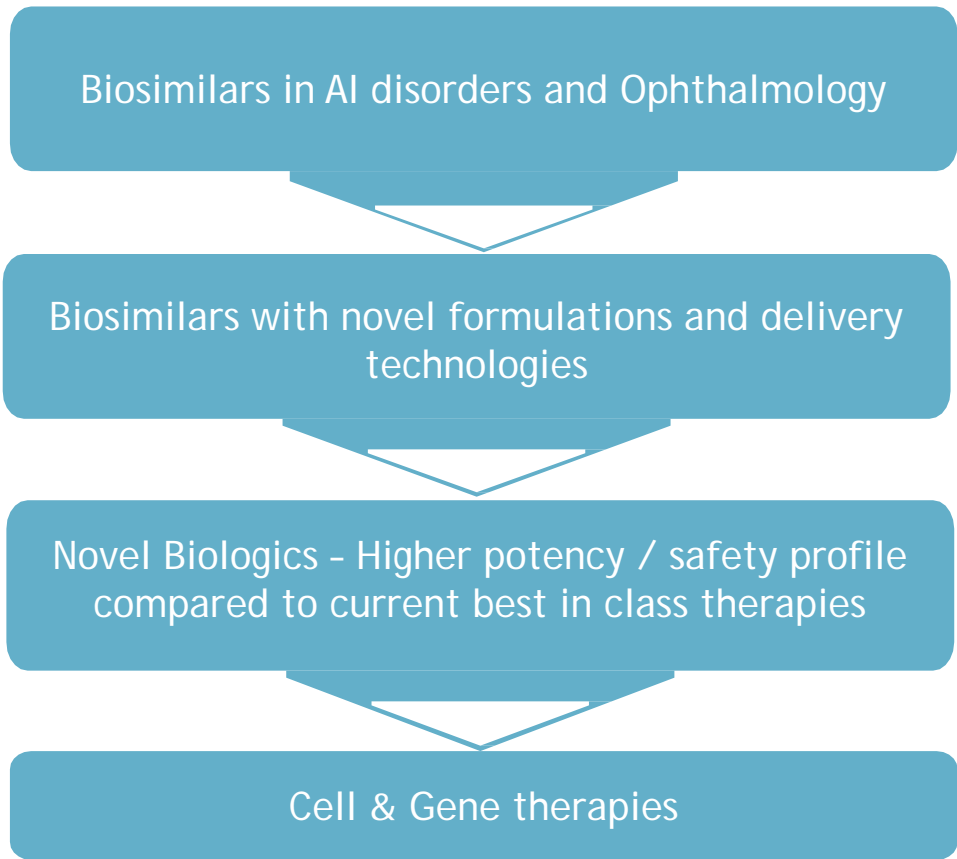 Biosimilars in AI disorders and Ophthalmology
Biosimilars with novel formulations and delivery
technologies
Novel Biologics – Higher potency / safety profile
compared to current best in class therapies
Cell & Gene therapies